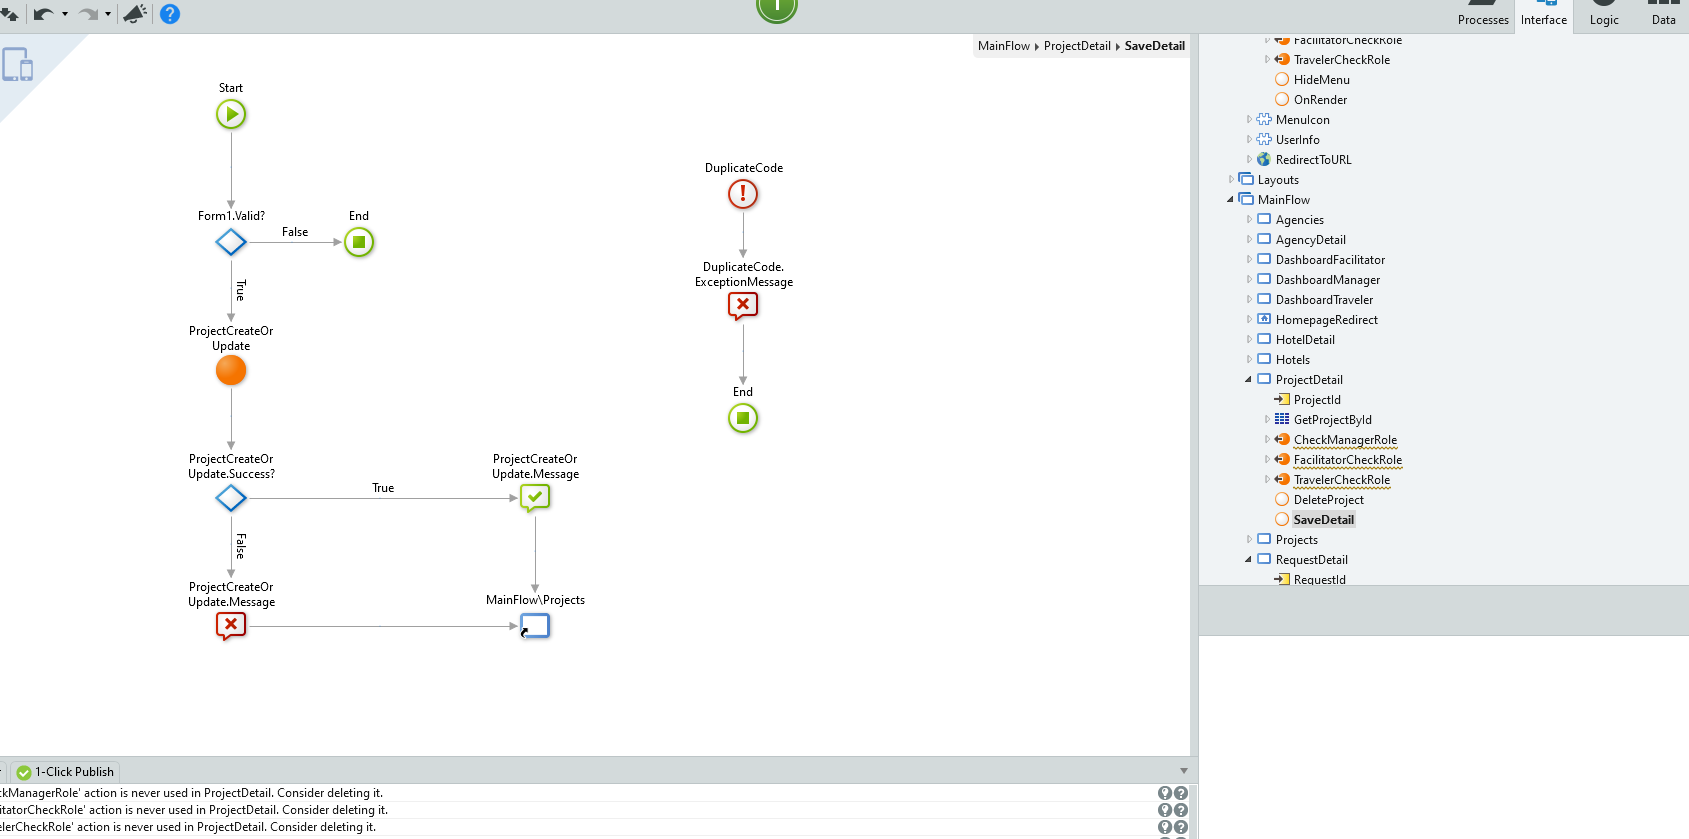 Processes
Interface
Logic
Data
MainFlow ▸ ProjectDetail ▸ SaveDetail
Start
Form1.Valid?
End
False
True
ProjectCreateOr
Update
ProjectCreateOr
Update.Success?
True
ProjectCreateOr
Update.Message
False
ProjectCreateOr
Update.Message
MainFlow\Projects
DuplicateCode
DuplicateCode.
ExceptionMessage
End
FacilitatorCheckRole
TravelerCheckRole
HideMenu
OnRender
MenuIcon
UserInfo
RedirectToURL
Layouts
MainFlow
Agencies
AgencyDetail
DashboardFacilitator
DashboardManager
DashboardTraveler
HomepageRedirect
HotelDetail
Hotels
ProjectDetail
ProjectId
GetProjectById
CheckManagerRole
FacilitatorCheckRole
TravelerCheckRole
DeleteProject
SaveDetail
Projects
RequestDetail
RequestId
1-Click Publish
ckManagerRole' action is never used in ProjectDetail. Consider deleting it.
litatorCheckRole' action is never used in ProjectDetail. Consider deleting it.
elerCheckRole' action is never used in ProjectDetail. Consider deleting it.